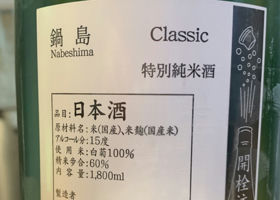 鍋島 Classic
Nabeshima
特別純米酒
品目:日本酒
原材料名:米(国産)、米麹(国産米)
アルコール分:15度
使用米:白菊100%
精米歩合:60%
内容量:1,800ml
製造者
開栓注